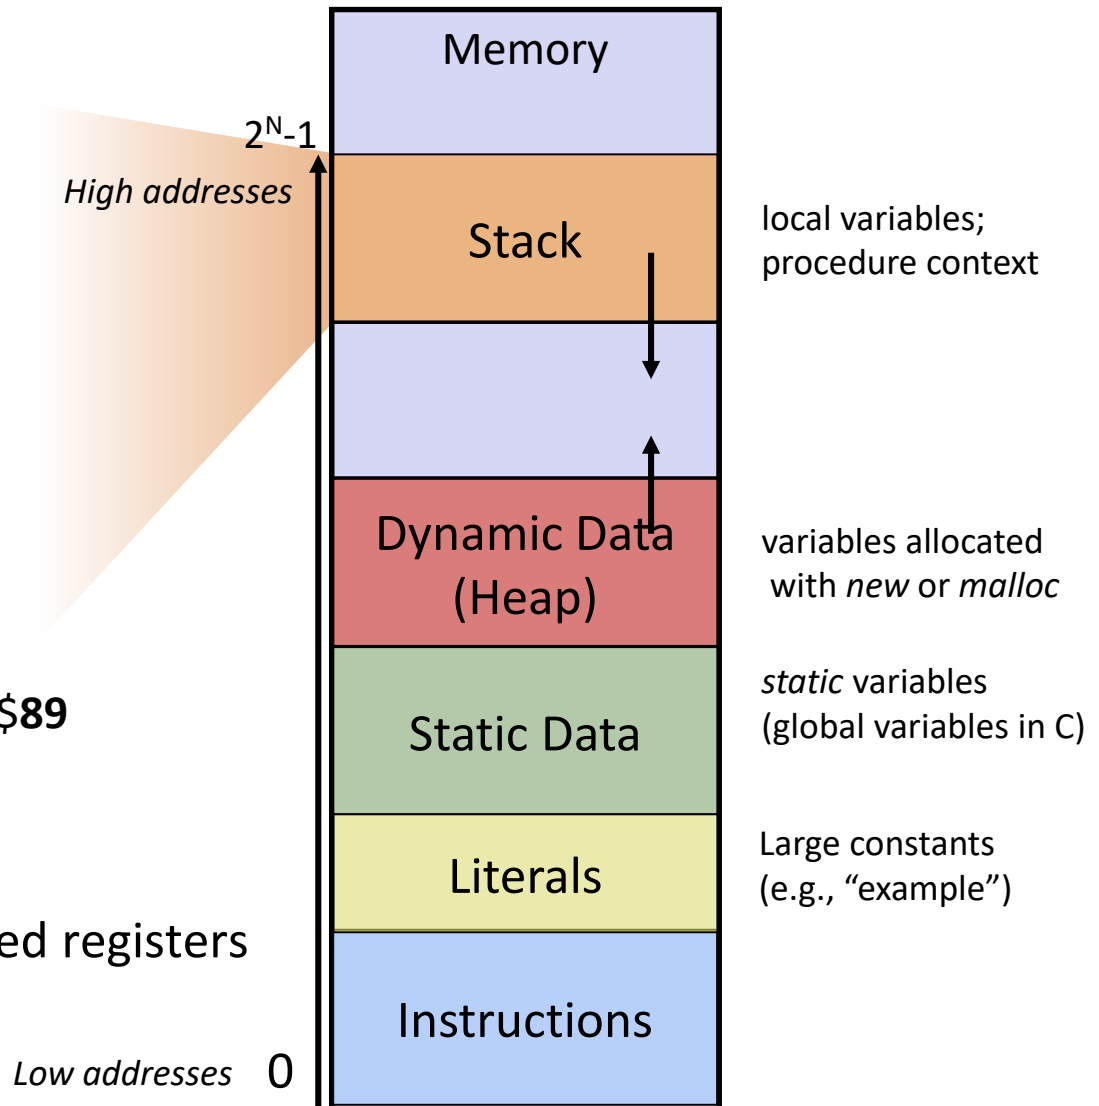 Memory
2^N-1
High addresses
Stack
local variables;
procedure context
Dynamic Data
(Heap)
variables allocated
with new or malloc
$89
Static Data
static variables
(global variables in C)
Literals
Large constants
(e.g., “example”)
ed registers
Instructions
Low addresses 0